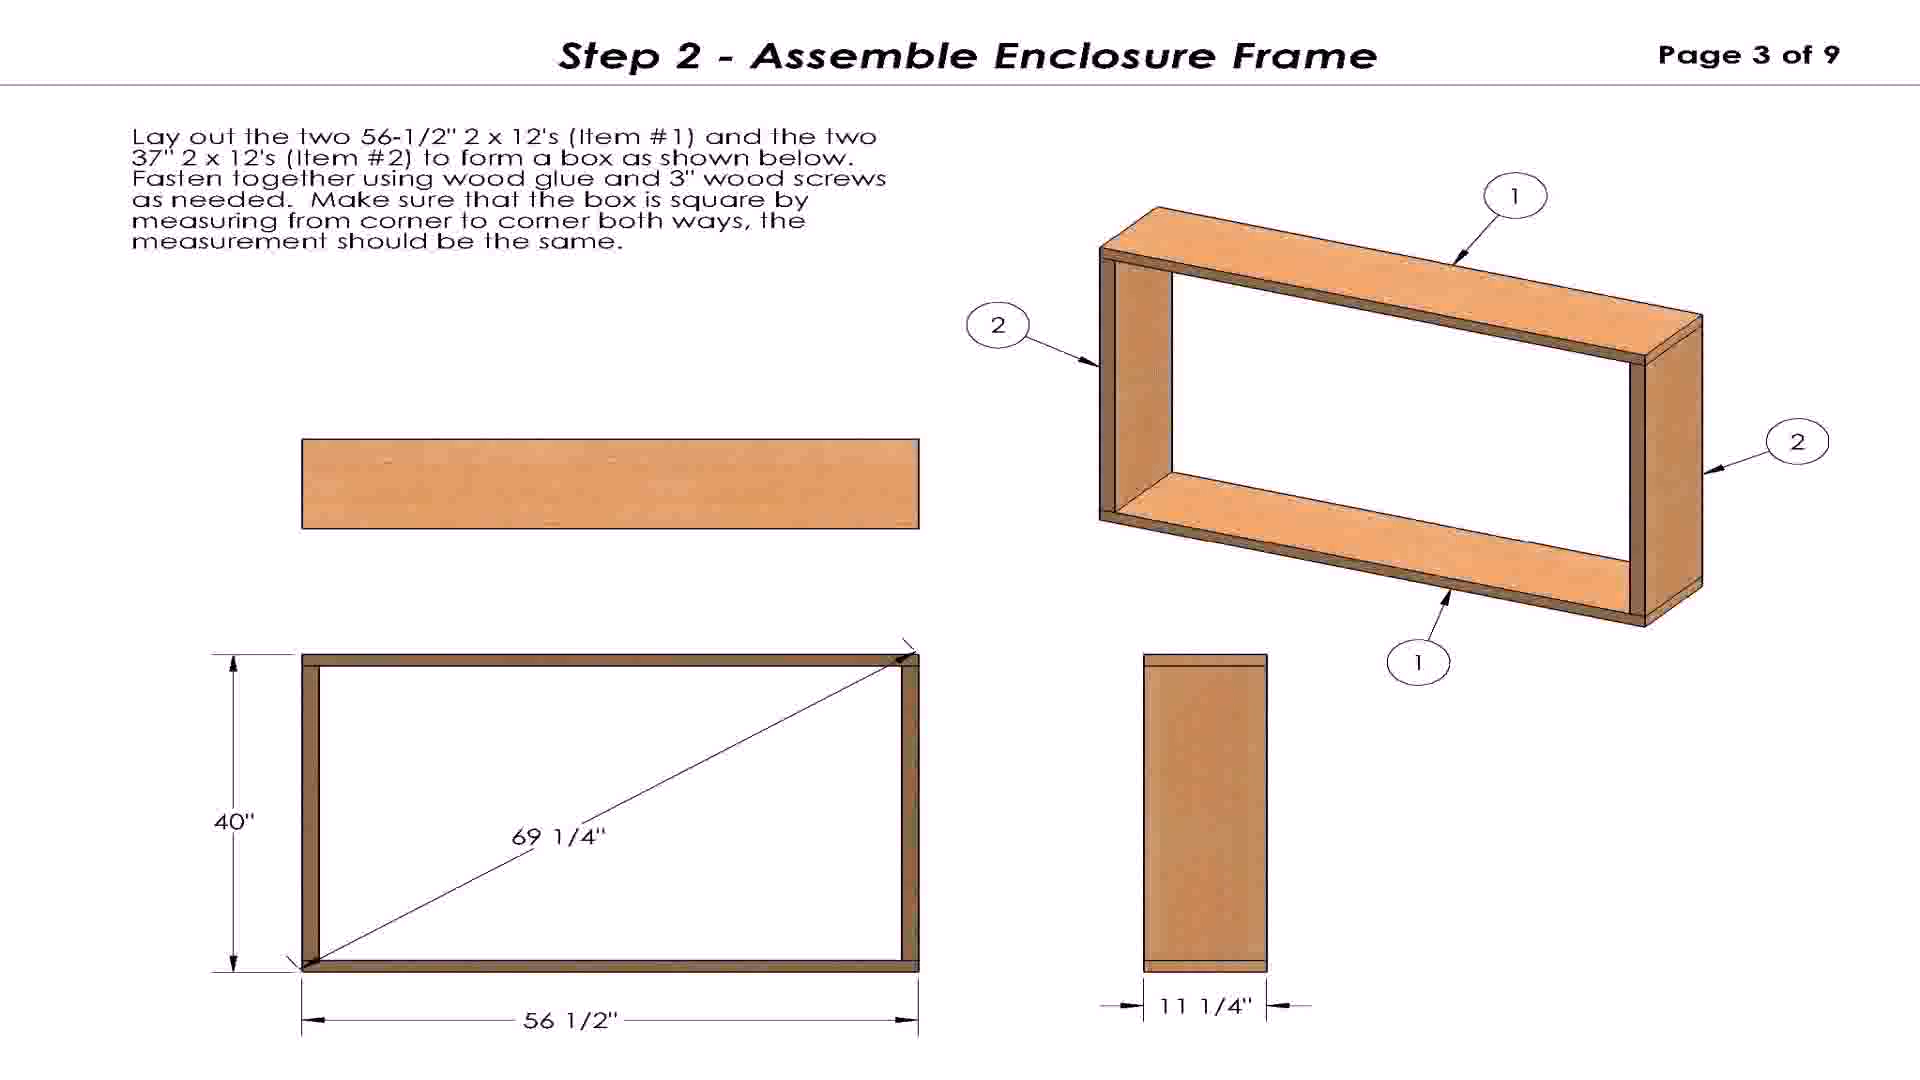 Step 2 - Assemble Enclosure Frame
Page 3 of 9
Lay out the two 56-1/2" 2 x 12's (Item #1) and the two
37" 2 x 12's (Item #2) to form a box as shown below.
Fasten together using wood glue and 3" wood screws
as needed.  Make sure that the box is square by
measuring from corner to corner both ways, the
measurement should be the same.
1
2
2
1
40"
69 1/4"
56 1/2"
11 1/4"